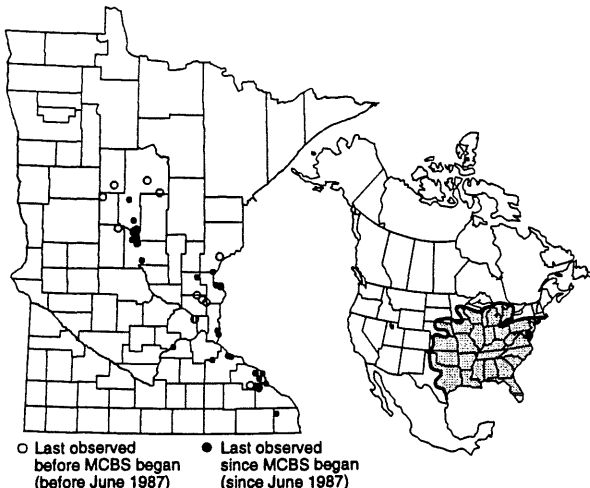 ○ Last observed
before MCBS began
(before June 1987)
● Last observed
since MCBS began
(since June 1987)